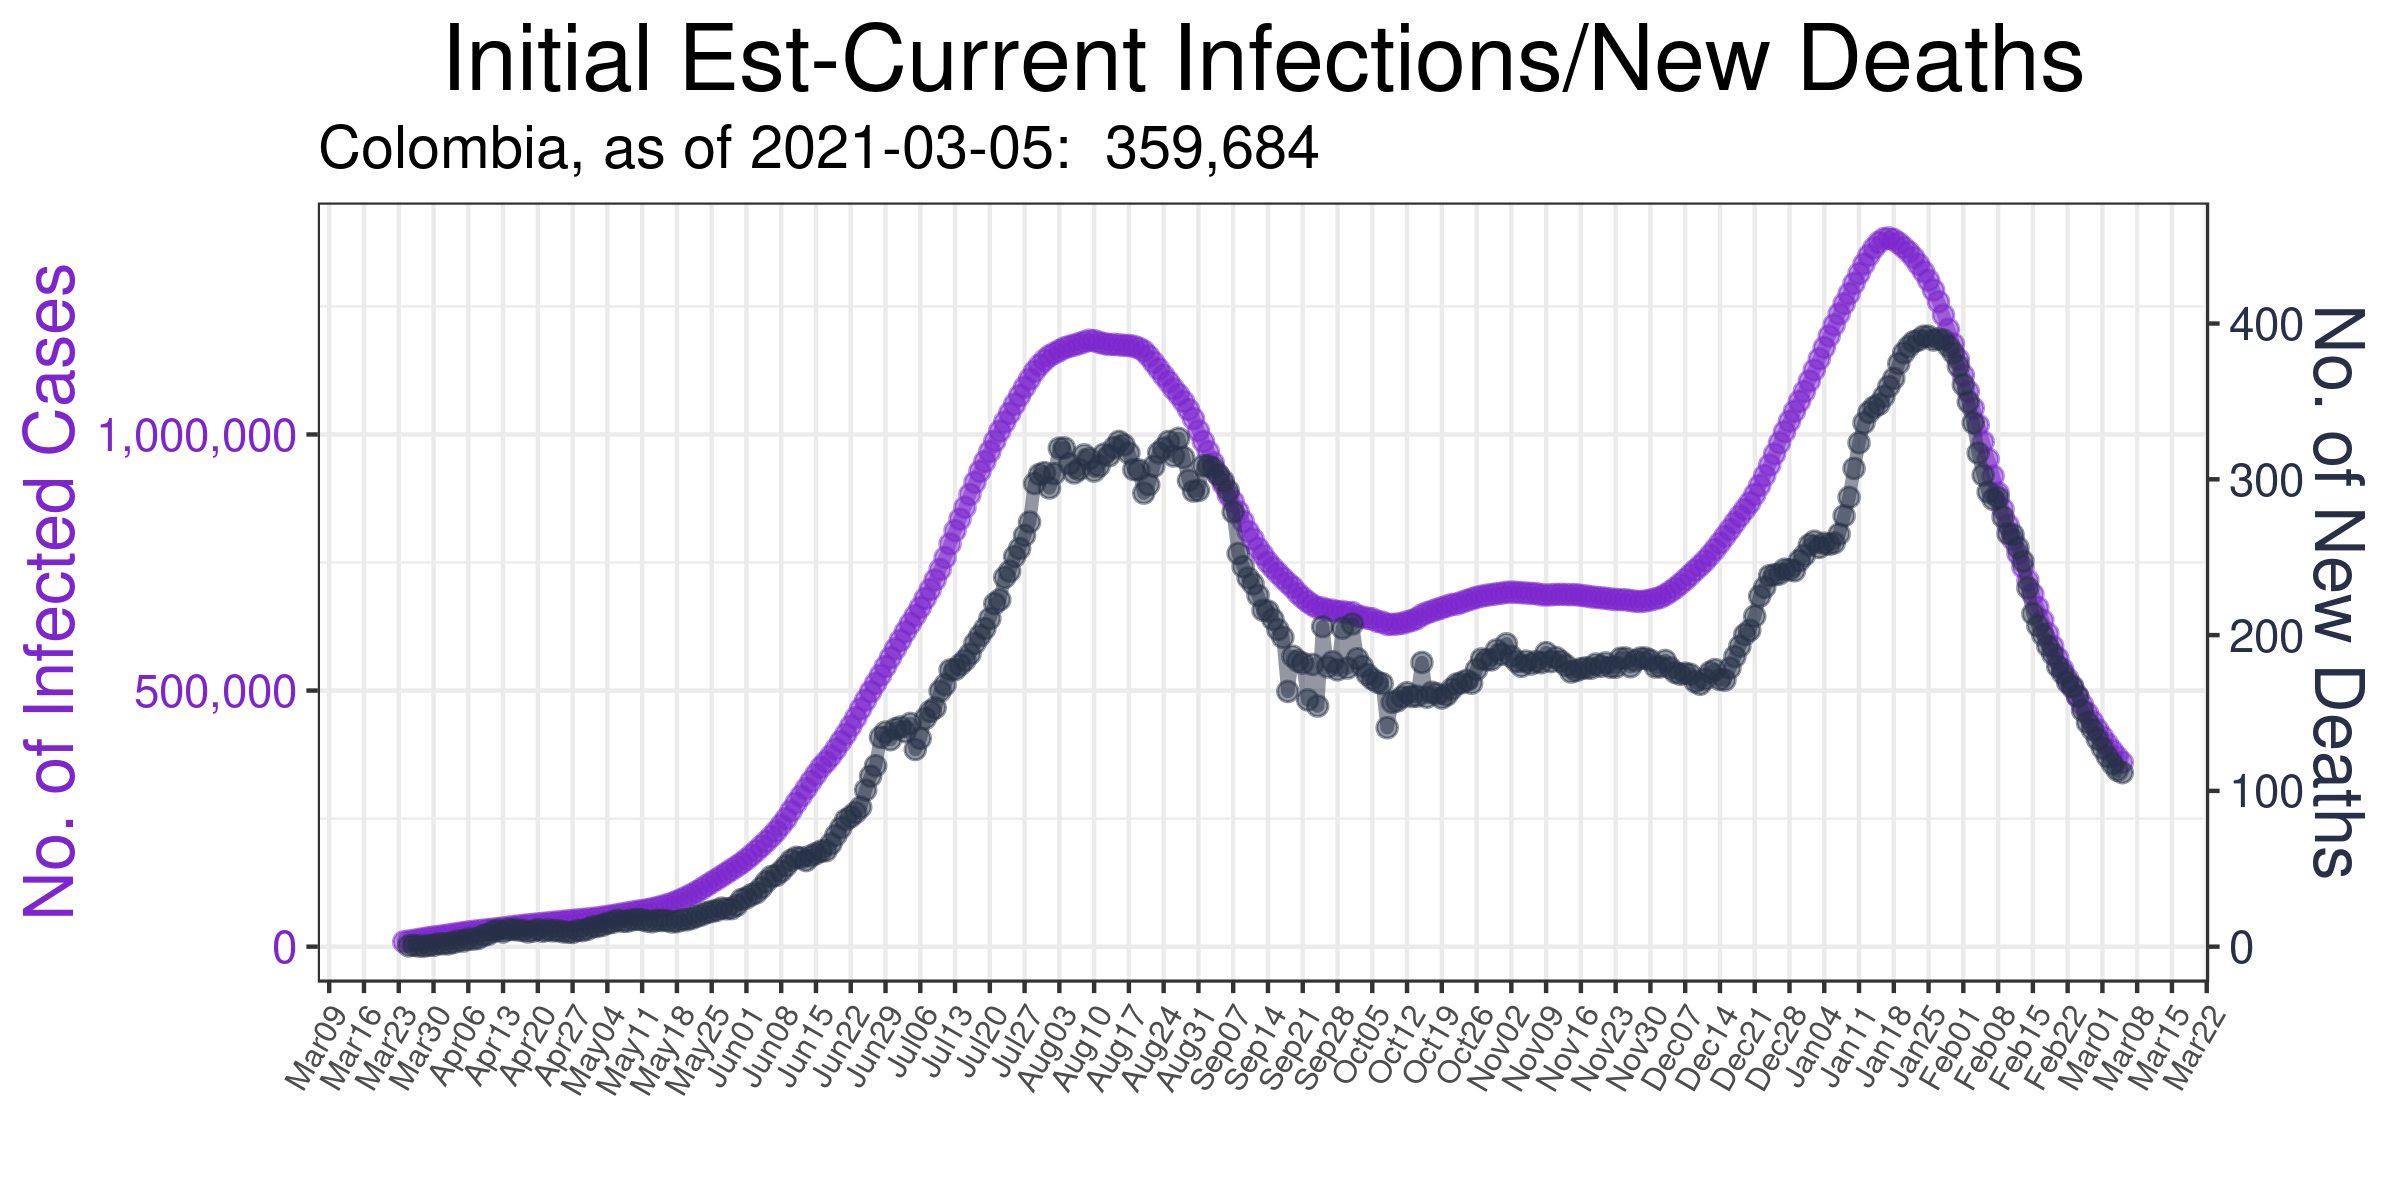 Initial Est-Current Infections/New Deaths
Colombia, as of 2021-03-05:  359,684
No. of Infected Cases
1,000,000
500,000
0
400
300
200
100
0
No. of New Deaths
Mar09
Mar16
Mar23
Mar30
Apr06
Apr13
Apr20
Apr27
May04
May11
May18
May25
Jun01
Jun08
Jun15
Jun22
Jun29
Jul06
Jul13
Jul20
Jul27
Aug03
Aug10
Aug17
Aug24
Aug31
Sep07
Sep14
Sep21
Sep28
Oct05
Oct12
Oct19
Oct26
Nov02
Nov09
Nov16
Nov23
Nov30
Dec07
Dec14
Dec21
Dec28
Jan04
Jan11
Jan18
Jan25
Feb01
Feb08
Feb15
Feb22
Mar01
Mar08
Mar15
Mar22